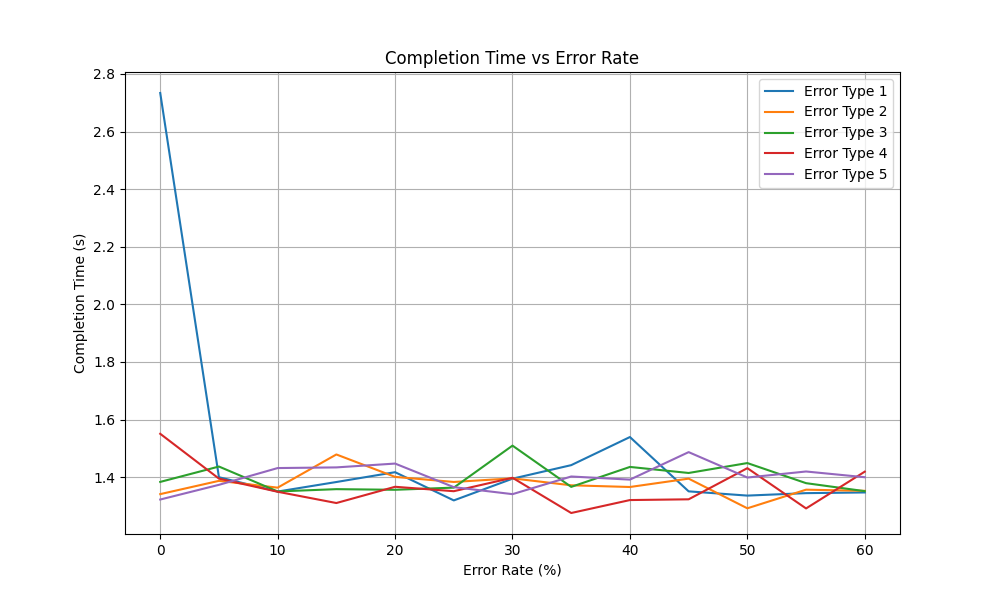 Completion Time vs Error Rate
2.8
2.6
2.4
2.2
2.0
1.8
1.6
1.4
Completion Time (s)
Error Type 1
Error Type 2
Error Type 3
Error Type 4
Error Type 5
0 10 20 30 40 50 60
Error Rate (%)